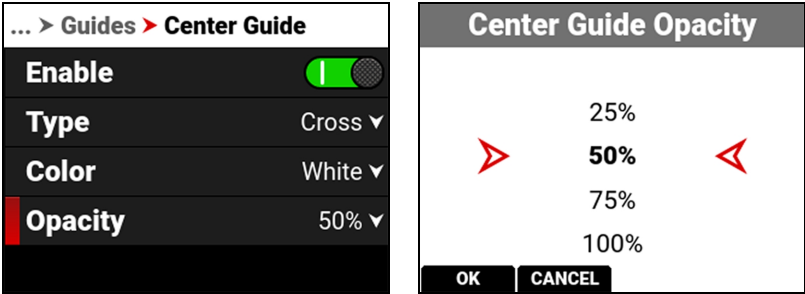 ... > Guides > Center Guide
Enable
Type Cross
Color White
Opacity 50%
Center Guide Opacity
25%
50%
75%
100%
OK CANCEL